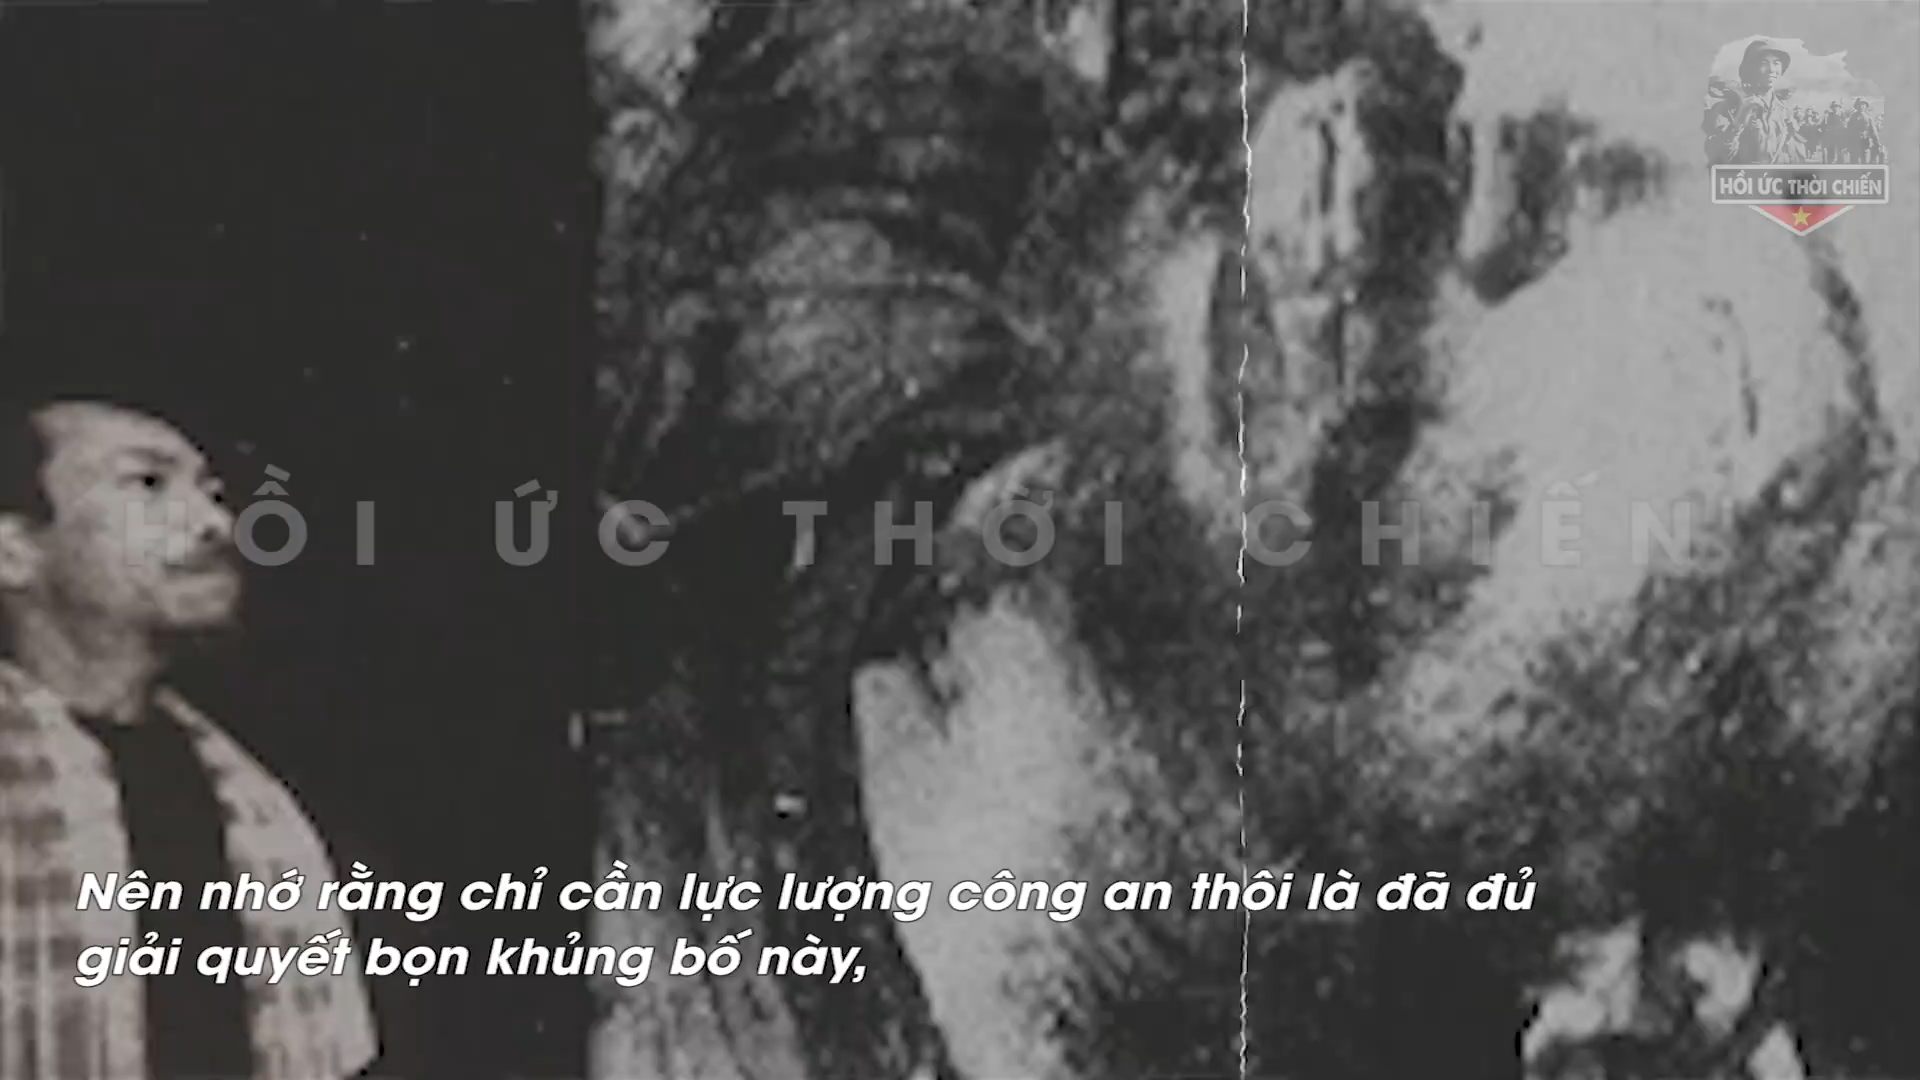 HỒI ỨC THỜI CHIẾN
HỒI ỨC THỜI CHIẾN
Nên nhớ rằng chỉ cần lực lượng công an thôi là đã đủ
giải quyết bọn khủng bố này,